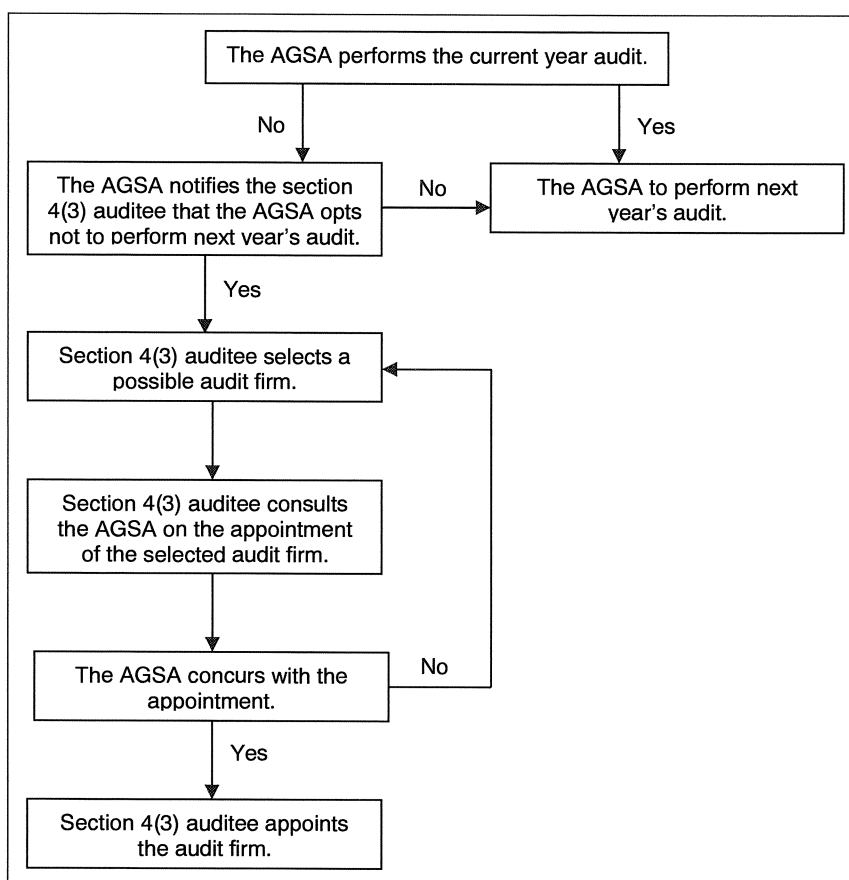 The AGSA performs the current year audit.
No
Yes
The AGSA notifies the section
4(3) auditee that the AGSA opts
not to perform next year's audit.
No
The AGSA to perform next
year's audit.
Yes
Section 4(3) auditee selects a
possible audit firm.
Section 4(3) auditee consults
the AGSA on the appointment
of the selected audit firm.
The AGSA concurs with the
appointment.
No
Yes
Section 4(3) auditee appoints
the audit firm.